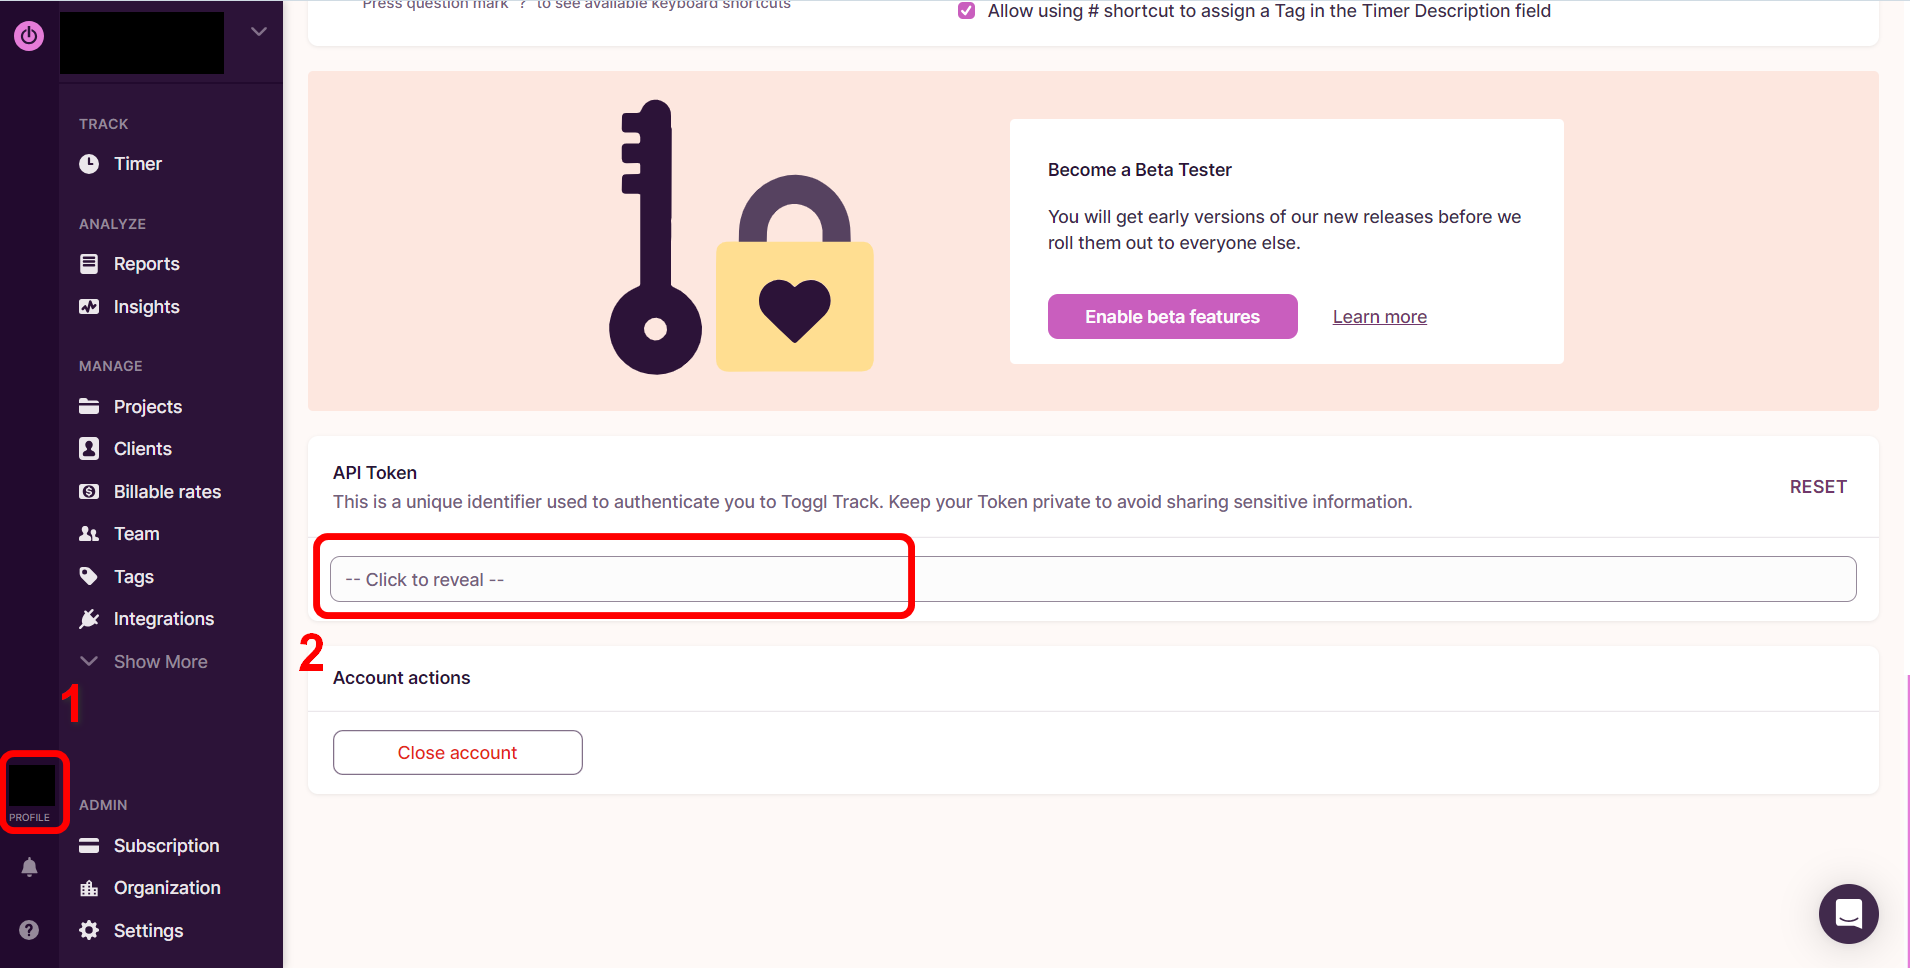 TRACK
Timer
ANALYZE
Reports
Insights
MANAGE
Projects
Clients
Billable rates
Team
Tags
Integrations
Show More
1
PROFILE
ADMIN
Subscription
Organization
Settings
Press question mark "?" to see available keyboard shortcuts
Allow using # shortcut to assign a Tag in the Timer Description field
Become a Beta Tester
You will get early versions of our new releases before we
roll them out to everyone else.
Enable beta features
Learn more
API Token
This is a unique identifier used to authenticate you to Toggl Track. Keep your Token private to avoid sharing sensitive information.
RESET
-- Click to reveal --
2
Account actions
Close account